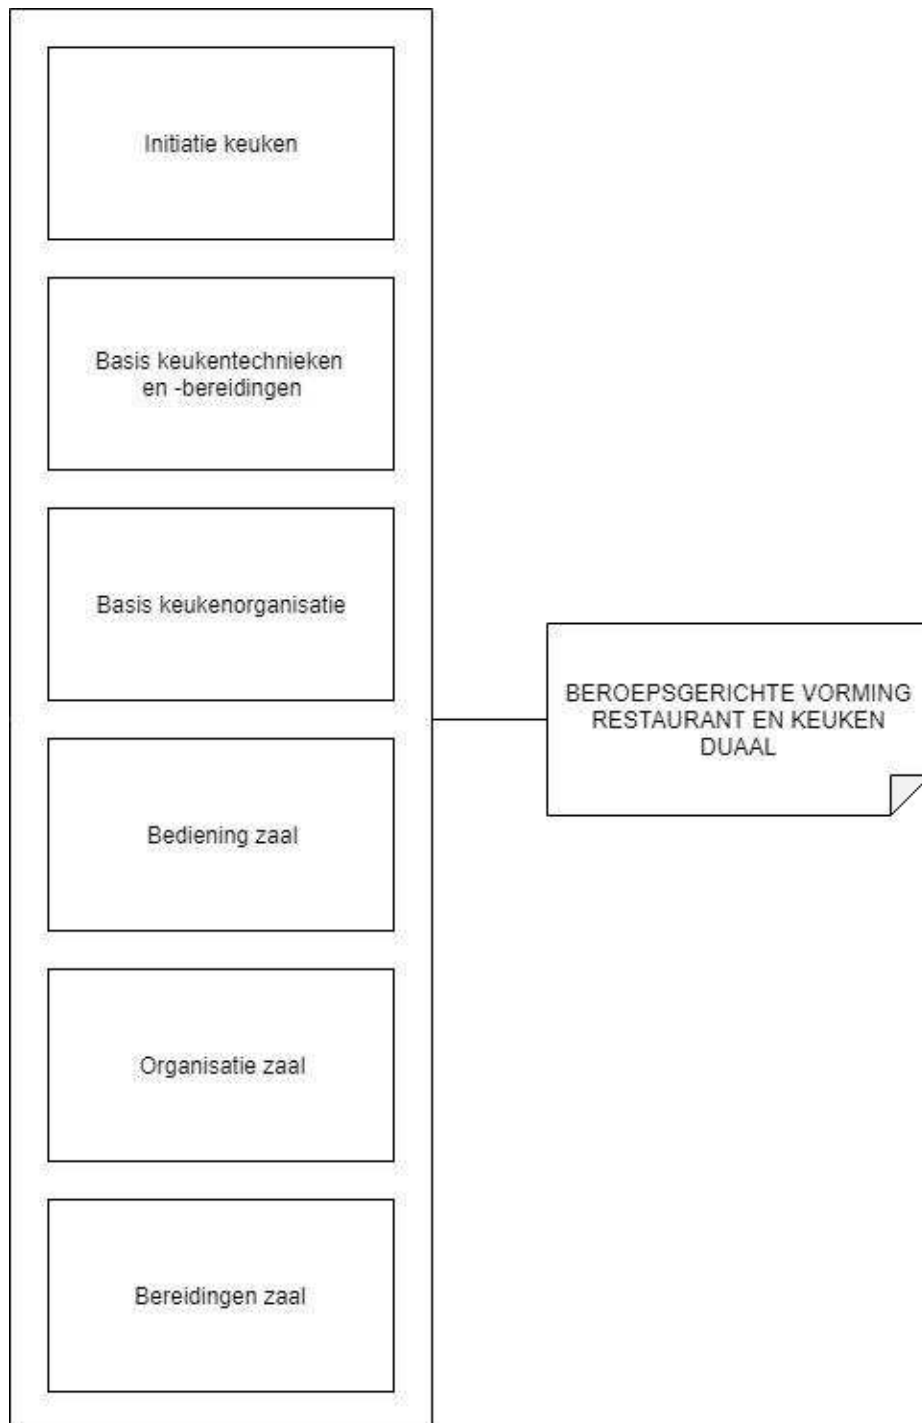 Initiatie keuken
Basis keukentechnieken
en -bereidingen
Basis keukenorganisatie
BEROEPSGERICHTE VORMING
RESTAURANT EN KEUKEN
DUAAL
Bediening zaal
Organisatie zaal
Bereidingen zaal